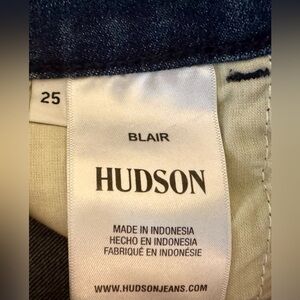 25
BLAIR
HUDSON
MADE IN INDONESIA
HECHO EN INDONESIA
FABRIQUÉ EN INDONÉSIE
WWW.HUDSONJEANS.COM